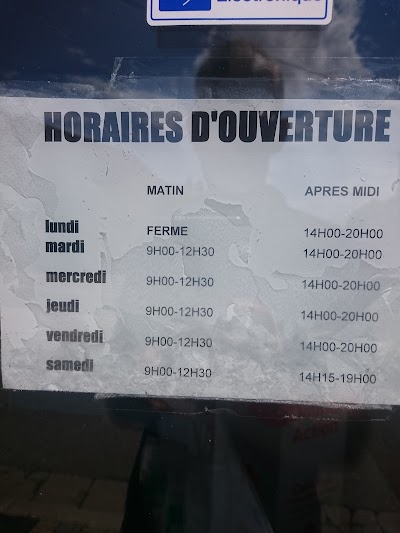 Electronique
HORAIRES D'OUVERTURE
MATIN APRES MIDI
lundi FERME 14H00-20H00
mardi 9H00-12H30 14H00-20H00
mercredi 9H00-12H30 14H00-20H00
jeudi 9H00-12H30 14H00-20H00
vendredi 9H00-12H30 14H00-20H00
samedi 9H00-12H30 14H15-19H00